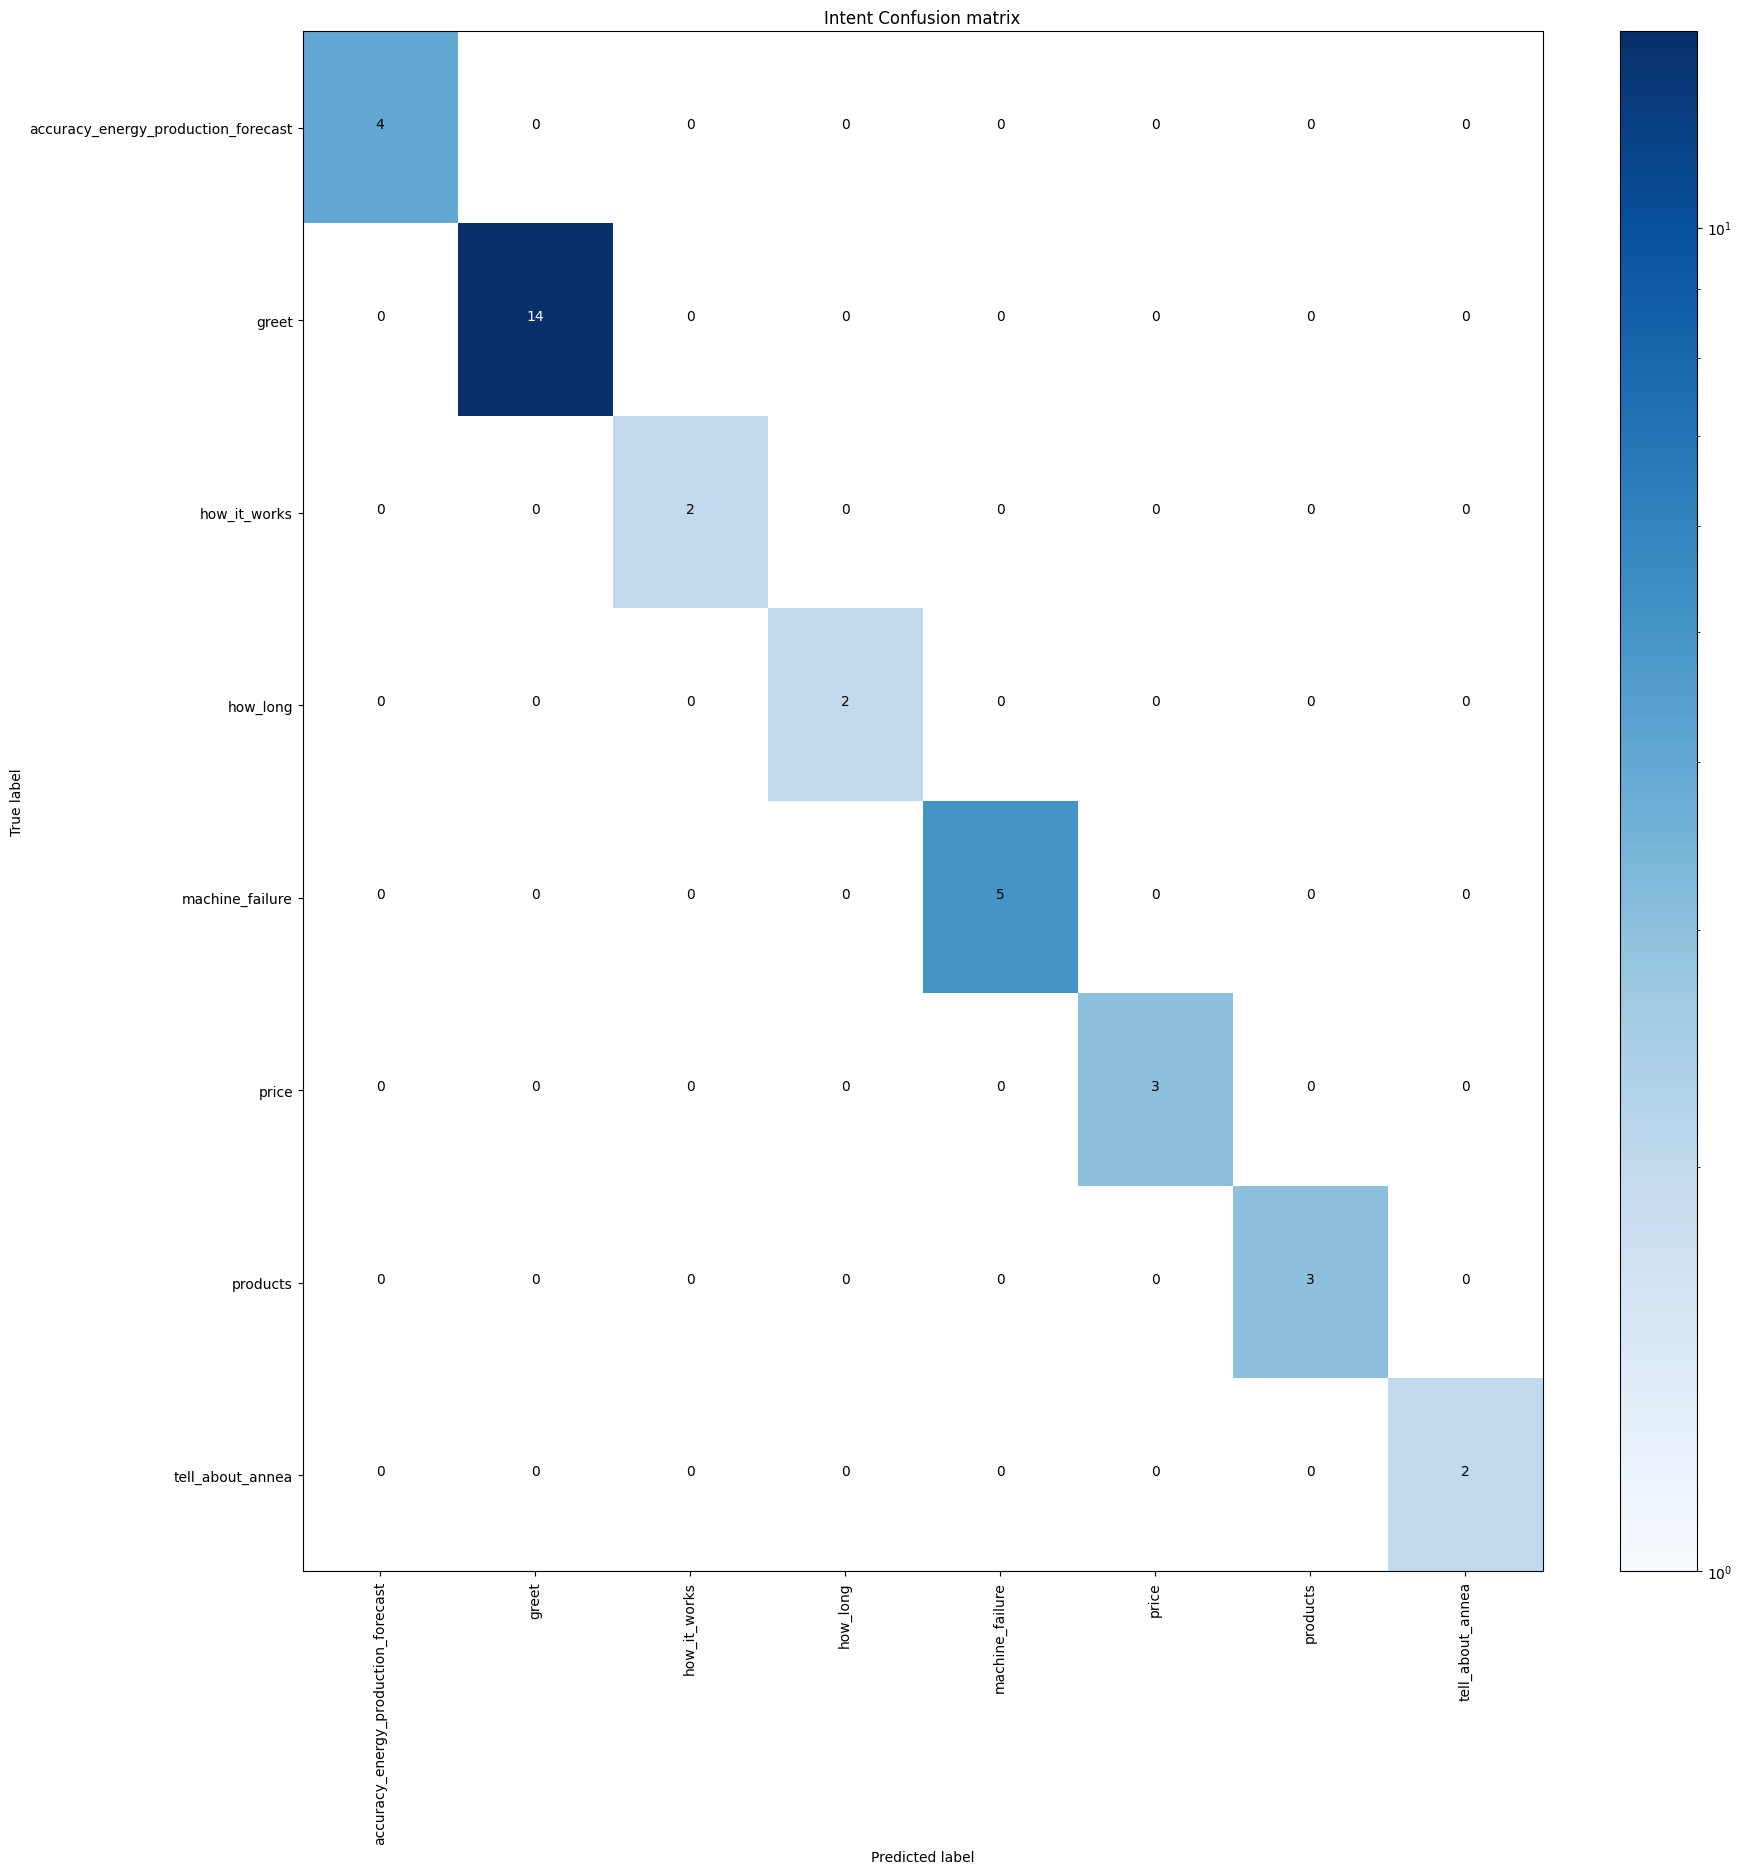 Intent Confusion matrix
accuracy_energy_production_forecast 4 0 0 0 0 0 0 0
greet 0 14 0 0 0 0 0 0
how_it_works 0 0 2 0 0 0 0 0
how_long 0 0 0 2 0 0 0 0
machine_failure 0 0 0 0 5 0 0 0
price 0 0 0 0 0 3 0 0
products 0 0 0 0 0 0 3 0
tell_about_annea 0 0 0 0 0 0 0 2
True label
accuracy_energy_production_forecast
greet
how_it_works
how_long
machine_failure
price
products
tell_about_annea
Predicted label
10¹
10⁰